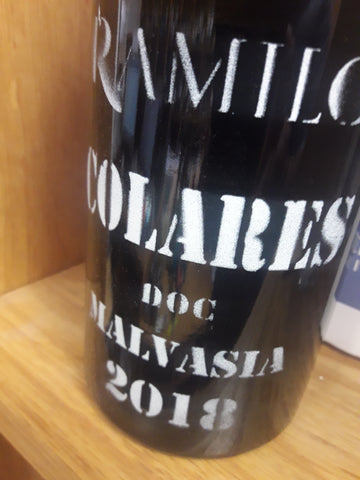 RAMILO
COLARES
DOC
MALVASIA
2018